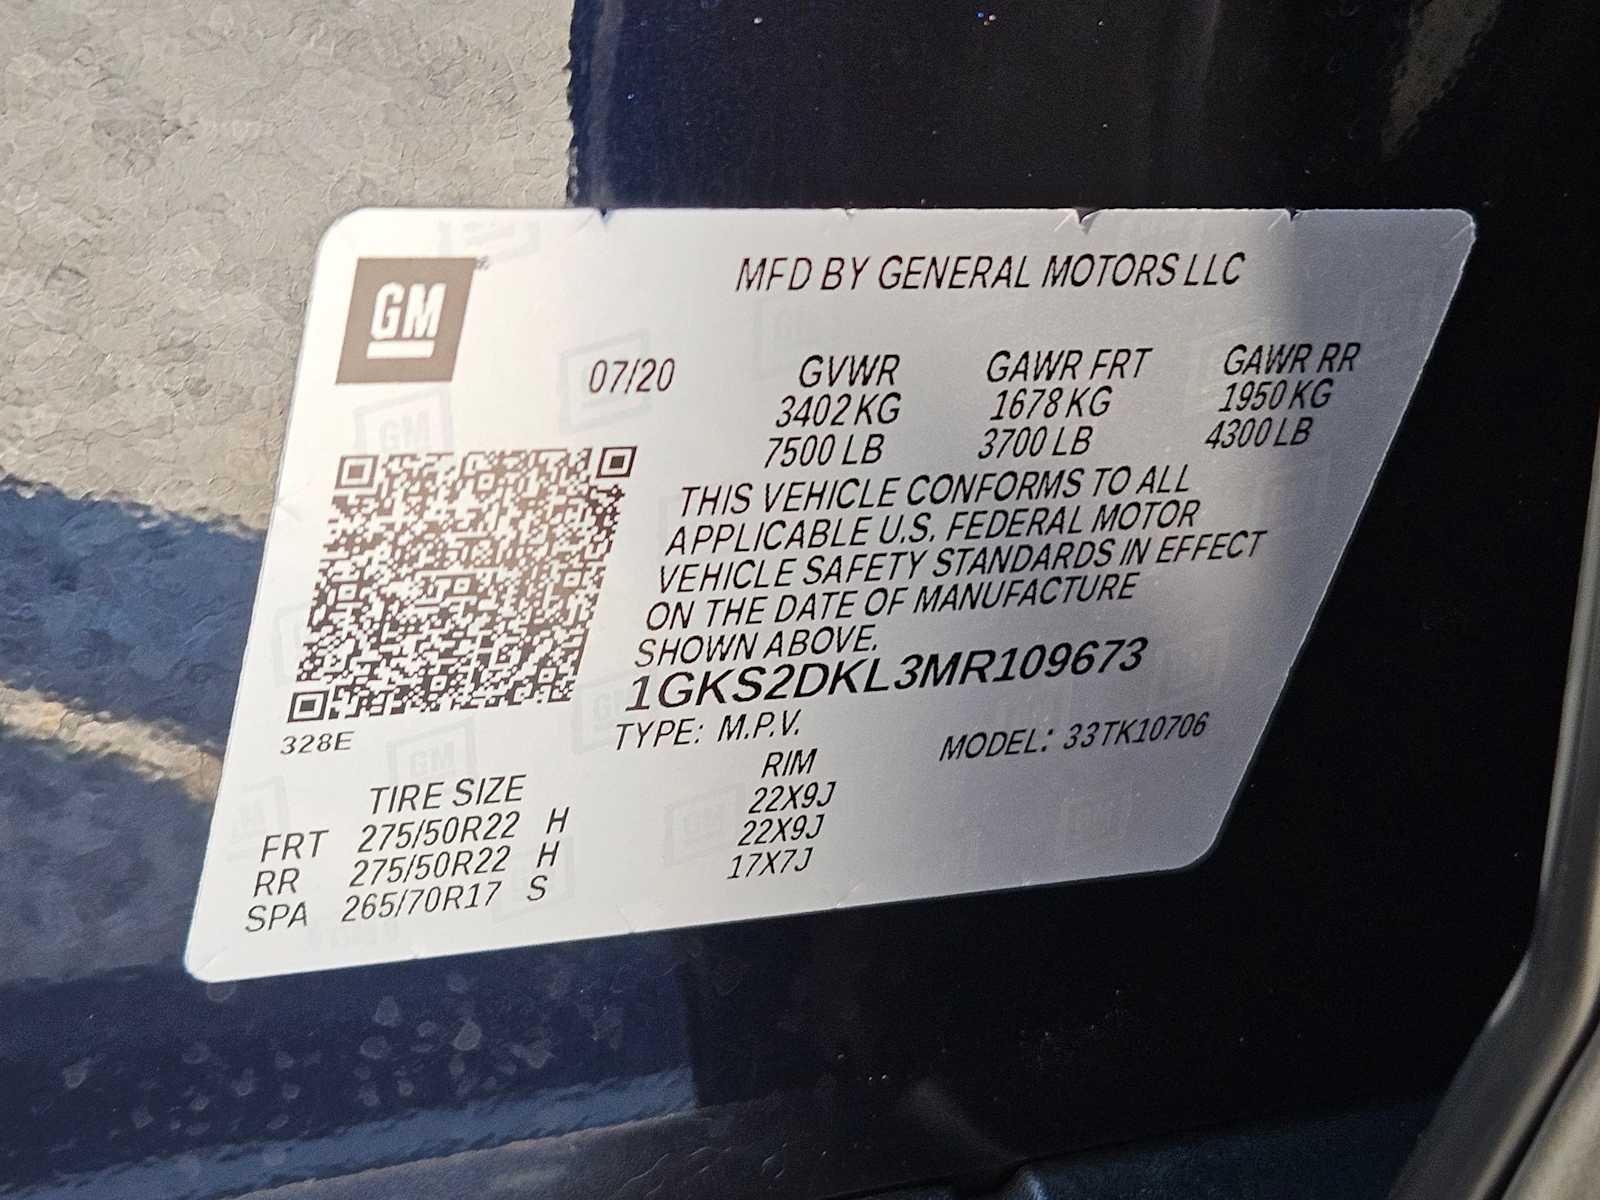 GM
MFD BY GENERAL MOTORS LLC
07/20 GVWR GAWR FRT GAWR RR
3402 KG 1678 KG 1950 KG
7500 LB 3700 LB 4300 LB
THIS VEHICLE CONFORMS TO ALL
APPLICABLE U.S. FEDERAL MOTOR
VEHICLE SAFETY STANDARDS IN EFFECT
ON THE DATE OF MANUFACTURE
SHOWN ABOVE.
1GKS2DKL3MR109673
328E
TYPE: M.P.V. MODEL: 33TK10706
TIRE SIZE RIM
FRT 275/50R22 H 22X9J
RR 275/50R22 H 22X9J
SPA 265/70R17 S 17X7J